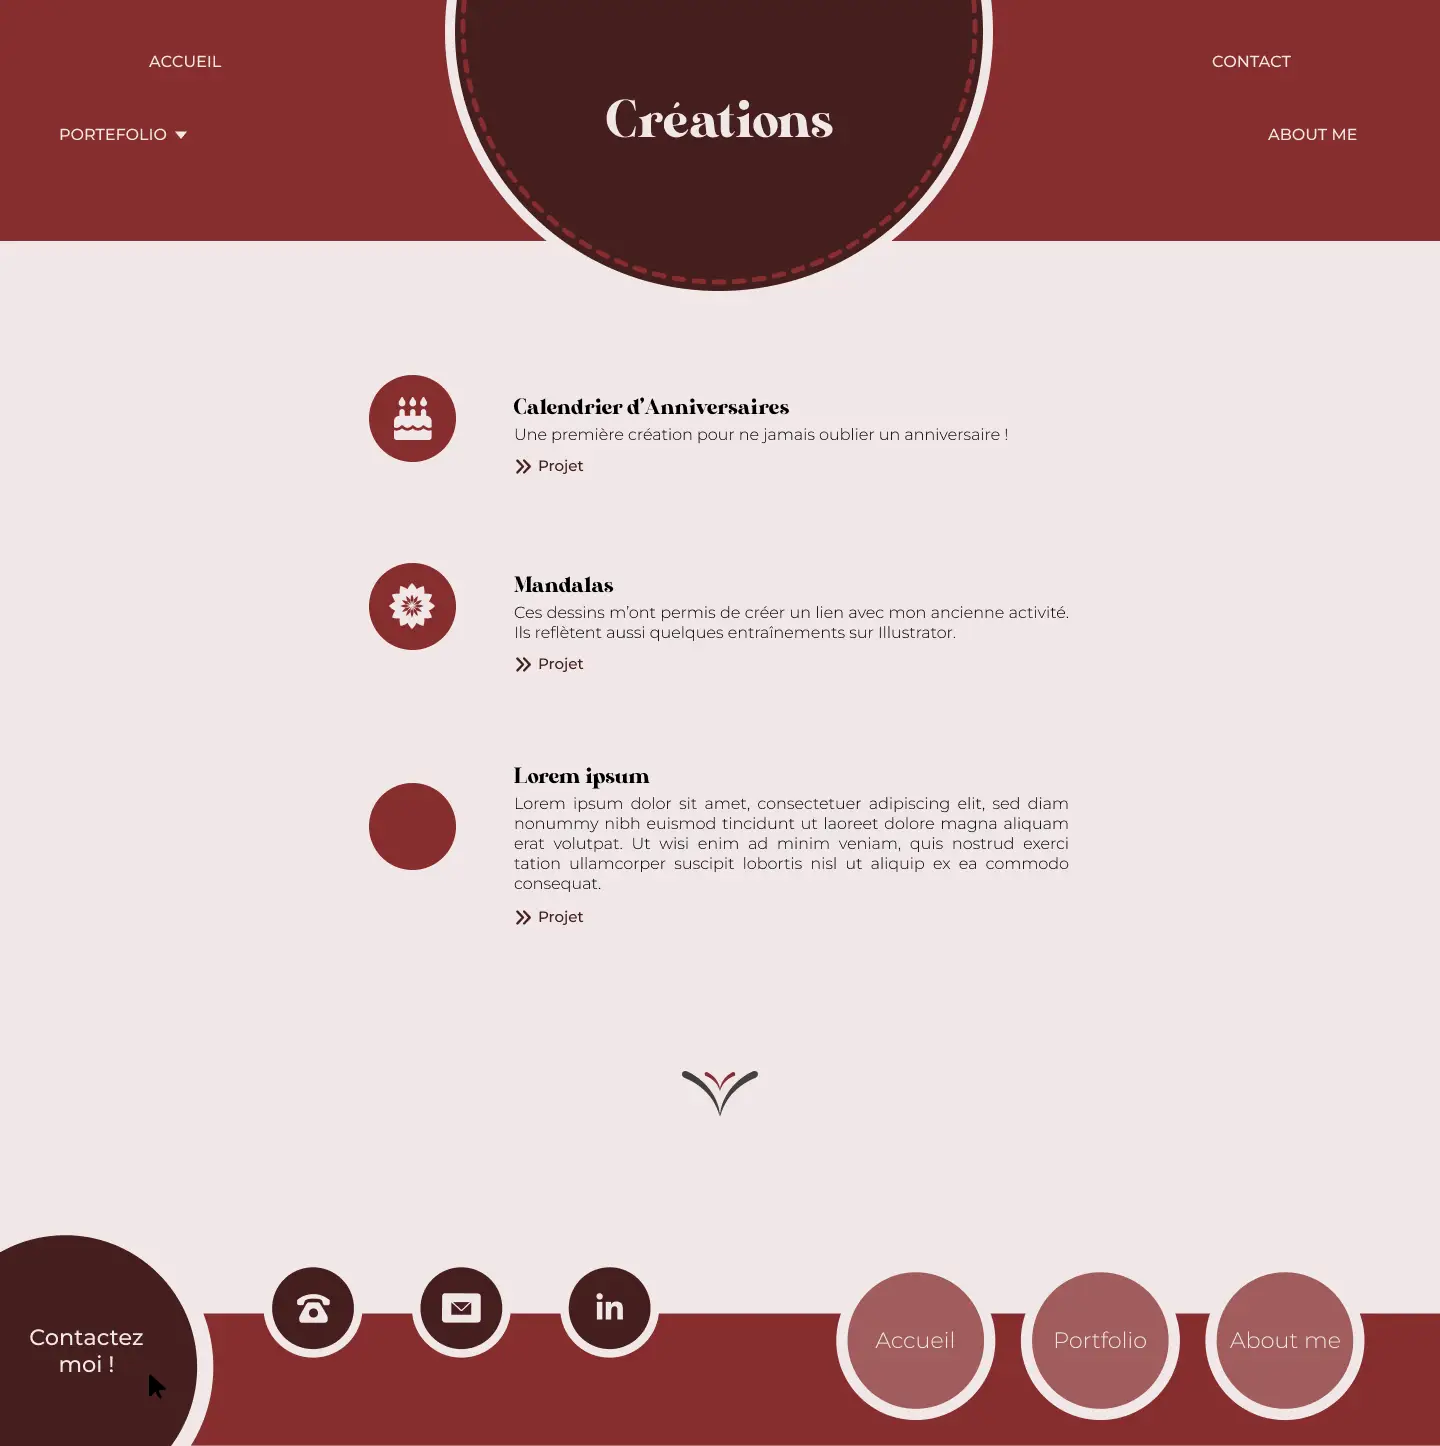 ACCUEIL
CONTACT
Créations
PORTEFOLIO
ABOUT ME
Calendrier d'Anniversaires
Une première création pour ne jamais oublier un anniversaire !
Projet
Mandalas
Ces dessins m'ont permis de créer un lien avec mon ancienne activité.
Ils reflètent aussi quelques entraînements sur Illustrator.
Projet
Lorem ipsum
Lorem ipsum dolor sit amet, consectetuer adipiscing elit, sed diam
nonummy nibh euismod tincidunt ut laoreet dolore magna aliquam
erat volutpat. Ut wisi enim ad minim veniam, quis nostrud exerci
tation ullamcorper suscipit lobortis nisl ut aliquip ex ea commodo
consequat.
Projet
Contactez
moi !
in
Accueil
Portfolio
About me